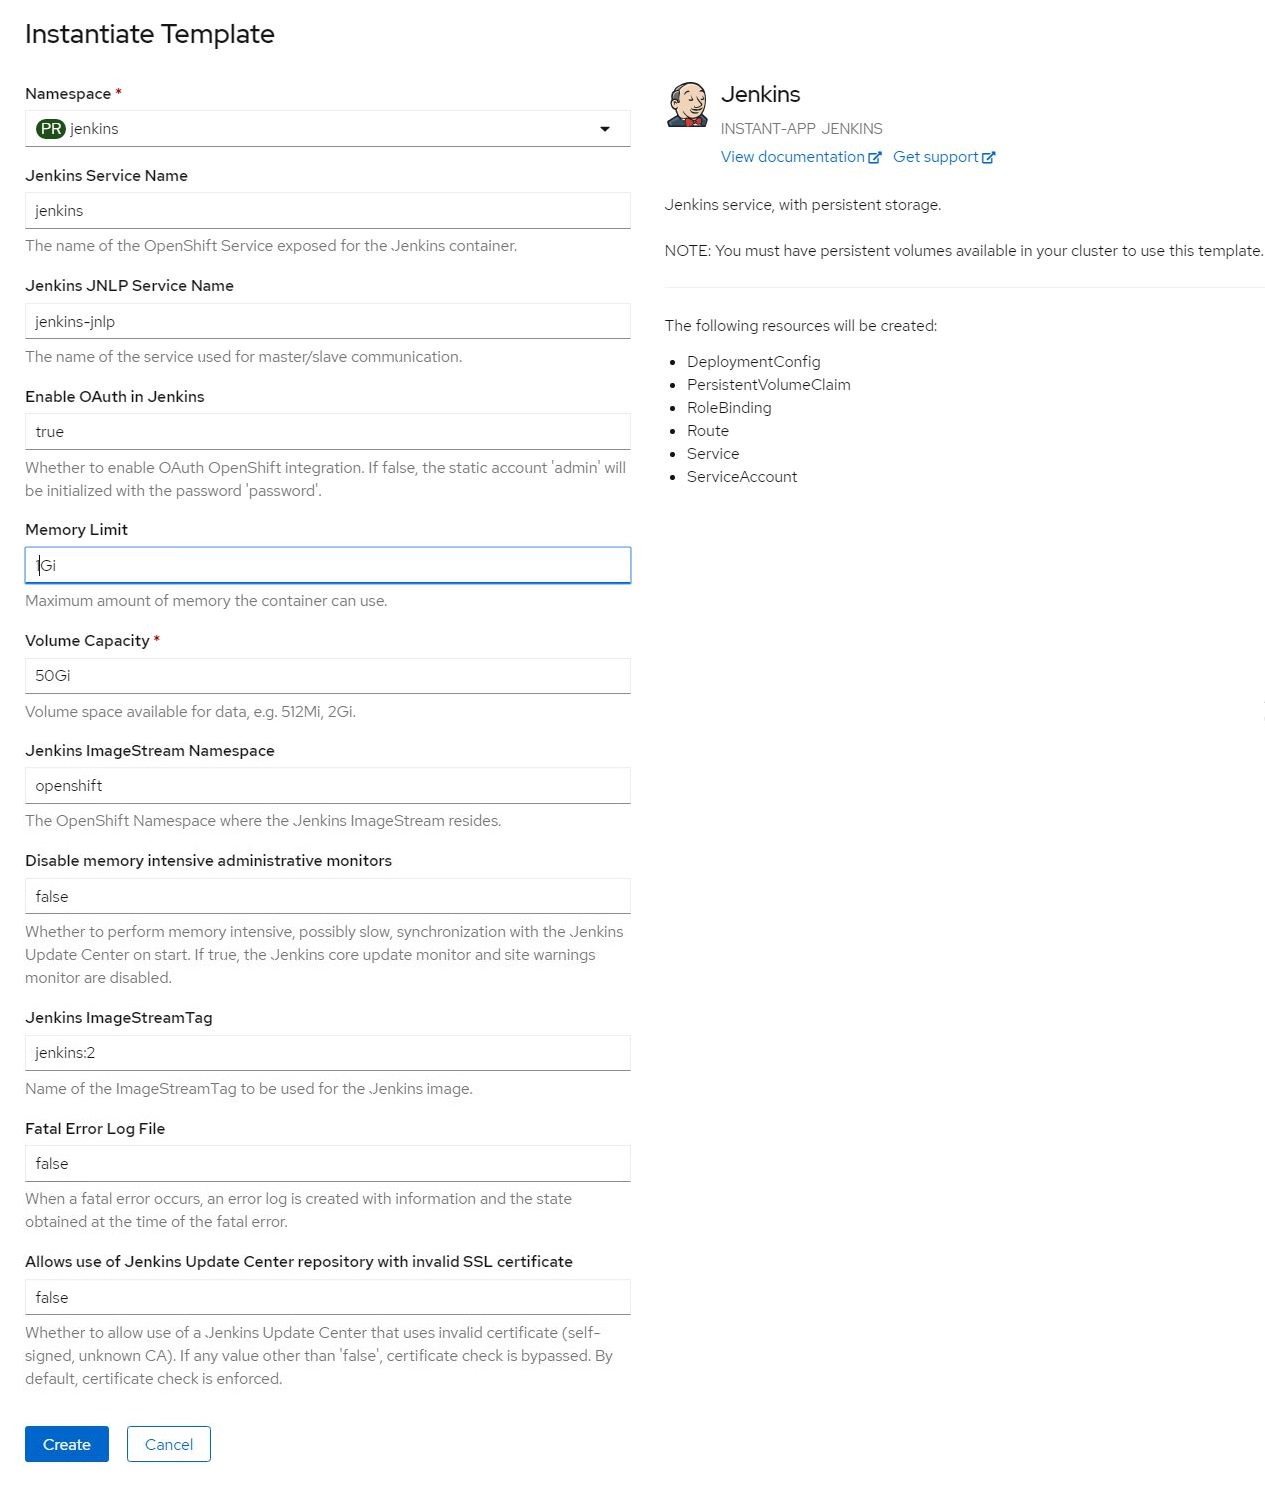 Instantiate Template
Namespace *
PR jenkins
Jenkins Service Name
jenkins
The name of the OpenShift Service exposed for the Jenkins container.
Jenkins JNLP Service Name
jenkins-jnlp
The name of the service used for master/slave communication.
Enable OAuth in Jenkins
true
Whether to enable OAuth OpenShift integration. If false, the static account 'admin' will
be initialized with the password 'password'.
Memory Limit
1Gi
Maximum amount of memory the container can use.
Volume Capacity *
50Gi
Volume space available for data, e.g. 512Mi, 2Gi.
Jenkins ImageStream Namespace
openshift
The OpenShift Namespace where the Jenkins ImageStream resides.
Disable memory intensive administrative monitors
false
Whether to perform memory intensive, possibly slow, synchronization with the Jenkins
Update Center on start. If true, the Jenkins core update monitor and site warnings
monitor are disabled.
Jenkins ImageStreamTag
jenkins:2
Name of the ImageStreamTag to be used for the Jenkins image.
Fatal Error Log File
false
When a fatal error occurs, an error log is created with information and the state
obtained at the time of the fatal error.
Allows use of Jenkins Update Center repository with invalid SSL certificate
false
Whether to allow use of a Jenkins Update Center that uses invalid certificate (self-
signed, unknown CA). If any value other than 'false', certificate check is bypassed. By
default, certificate check is enforced.
Create Cancel
Jenkins
INSTANT-APP JENKINS
View documentation Get support
Jenkins service, with persistent storage.
NOTE: You must have persistent volumes available in your cluster to use this template.
The following resources will be created:
• DeploymentConfig
• PersistentVolumeClaim
• RoleBinding
• Route
• Service
• ServiceAccount